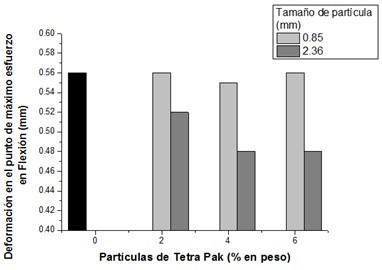 Tamaño de partícula
(mm)
0.85
2.36
Deformación en el punto de máximo esfuerzo
en Flexión (mm)
0.60
0.58
0.56
0.54
0.52
0.50
0.48
0.46
0.44
0.42
0.40
0 2 4 6
Partículas de Tetra Pak (% en peso)